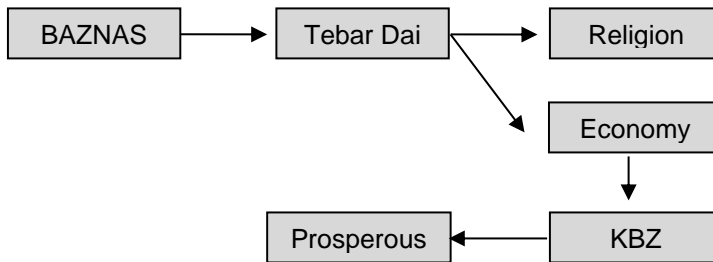 BAZNAS
Tebar Dai
Religion
Economy
Prosperous
KBZ